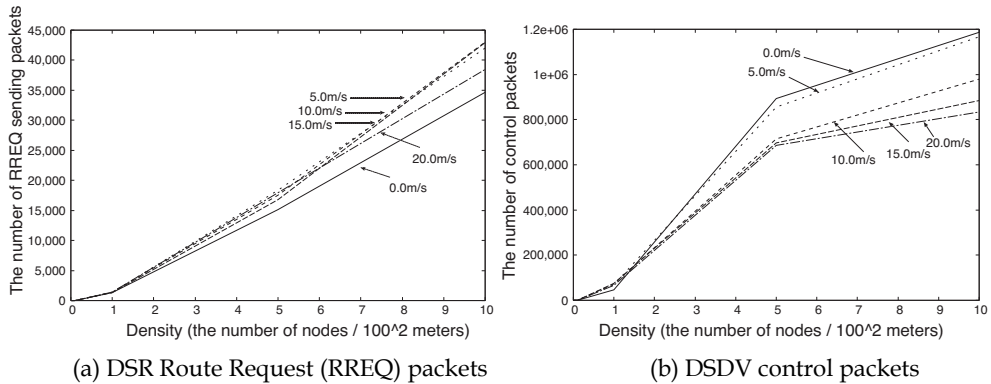 The number of RREQ sending packets
45,000
40,000
35,000
30,000
25,000
20,000
15,000
10,000
5,000
0
5.0m/s
10.0m/s
15.0m/s
20.0m/s
0.0m/s
0 1 2 3 4 5 6 7 8 9 10
Density (the number of nodes / 100^2 meters)
(a) DSR Route Request (RREQ) packets
The number of control packets
1.2e+06
1e+06
800,000
600,000
400,000
200,000
0
0.0m/s
5.0m/s
20.0m/s
15.0m/s
10.0m/s
0 1 2 3 4 5 6 7 8 9 10
Density (the number of nodes / 100^2 meters)
(b) DSDV control packets